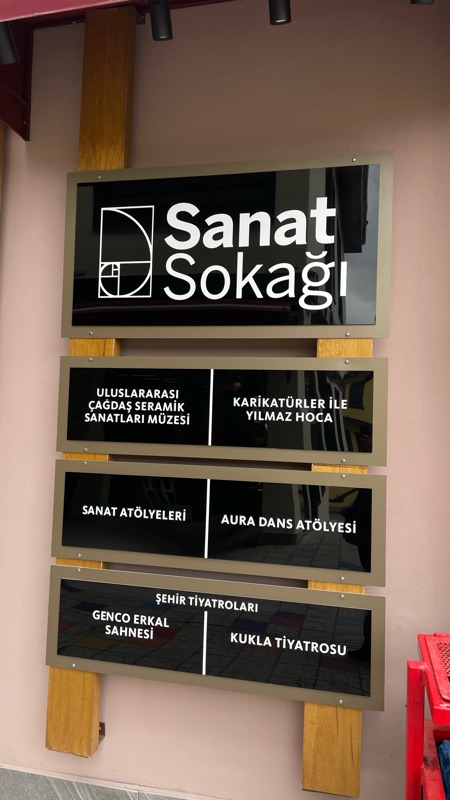 Sanat
Sokağı
ULUSLARARASI
ÇAĞDAŞ SERAMİK
SANATLARI MÜZESİ
KARİKATÜRLER İLE
YILMAZ HOCA
SANAT ATÖLYELERİ
AURA DANS ATÖLYESİ
ŞEHİR TİYATROLARI
GENCO ERKAL
SAHNESİ
KUKLA TİYATROSU